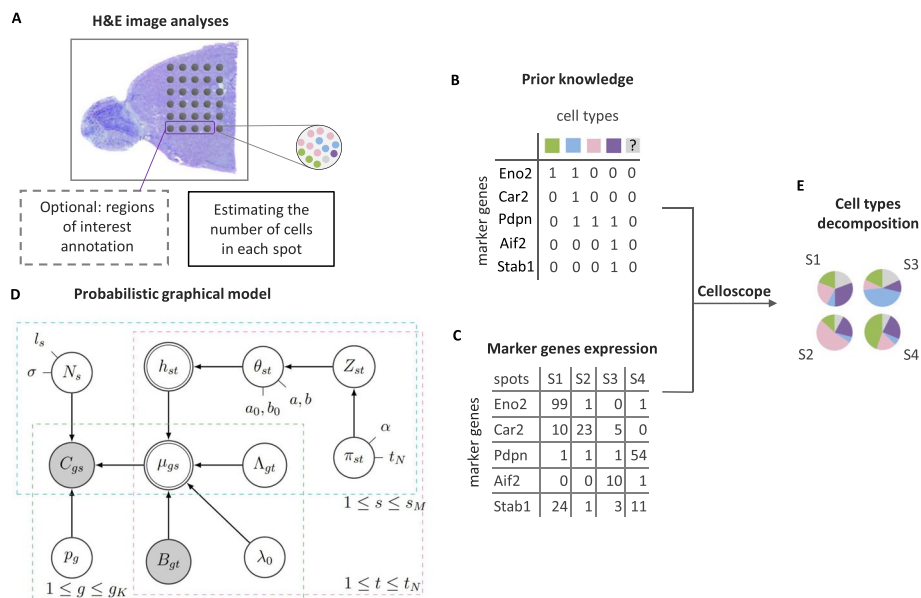 A
H&E image analyses
Optional: regions
of interest
annotation
Estimating the
number of cells
in each spot
B
Prior knowledge
cell types
?
marker genes
Eno2 1 1 0 0 0
Car2 0 1 0 0 0
Pdpn 0 1 1 1 0
Aif2 0 0 0 1 0
Stab1 0 0 0 1 0
C
Marker genes expression
marker genes
spots S1 S2 S3 S4
Eno2 99 1 0 1
Car2 10 23 5 0
Pdpn 1 1 1 54
Aif2 0 0 10 1
Stab1 24 1 3 11
Celloscope
E
Cell types
decomposition
S1 S3
S2 S4
D
Probabilistic graphical model
l_s
σ
N_s
h_st
θ_st
Z_st
a_0, b_0
a, b
α
π_st
t_N
C_gs
μ_gs
Λ_gt
1 ≤ s ≤ s_M
p_g
B_gt
λ_0
1 ≤ g ≤ g_K
1 ≤ t ≤ t_N